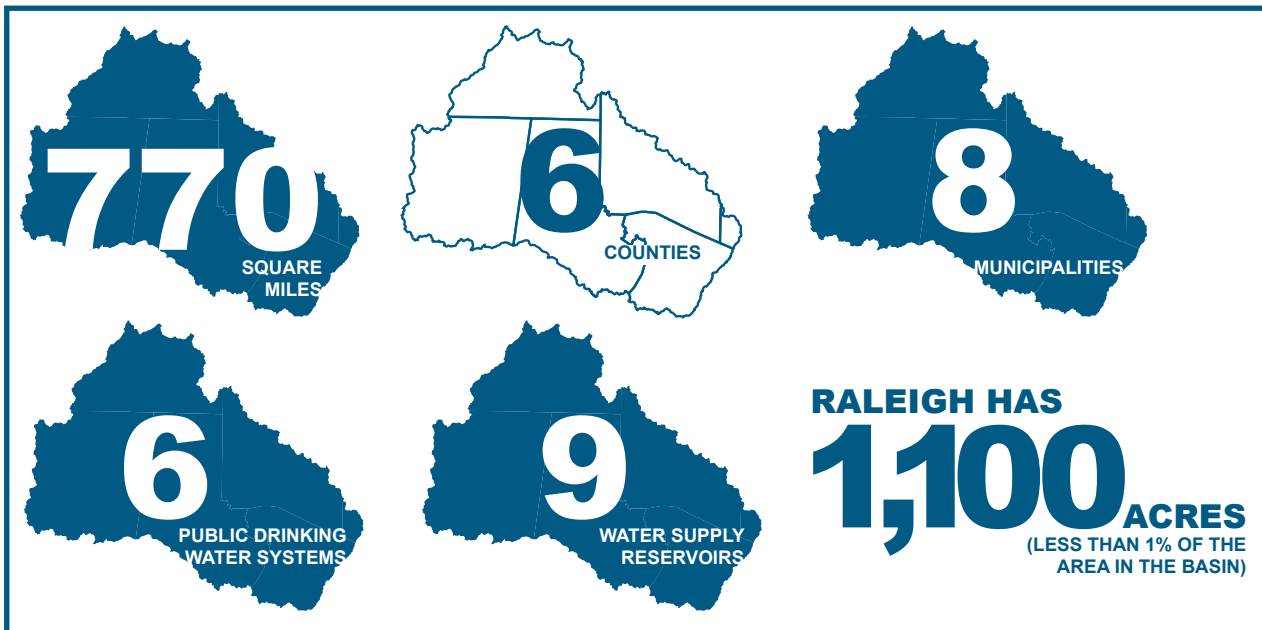 770
SQUARE
MILES
6
COUNTIES
8
MUNICIPALITIES
6
PUBLIC DRINKING
WATER SYSTEMS
9
WATER SUPPLY
RESERVOIRS
RALEIGH HAS
1,100
ACRES
(LESS THAN 1% OF THE
AREA IN THE BASIN)